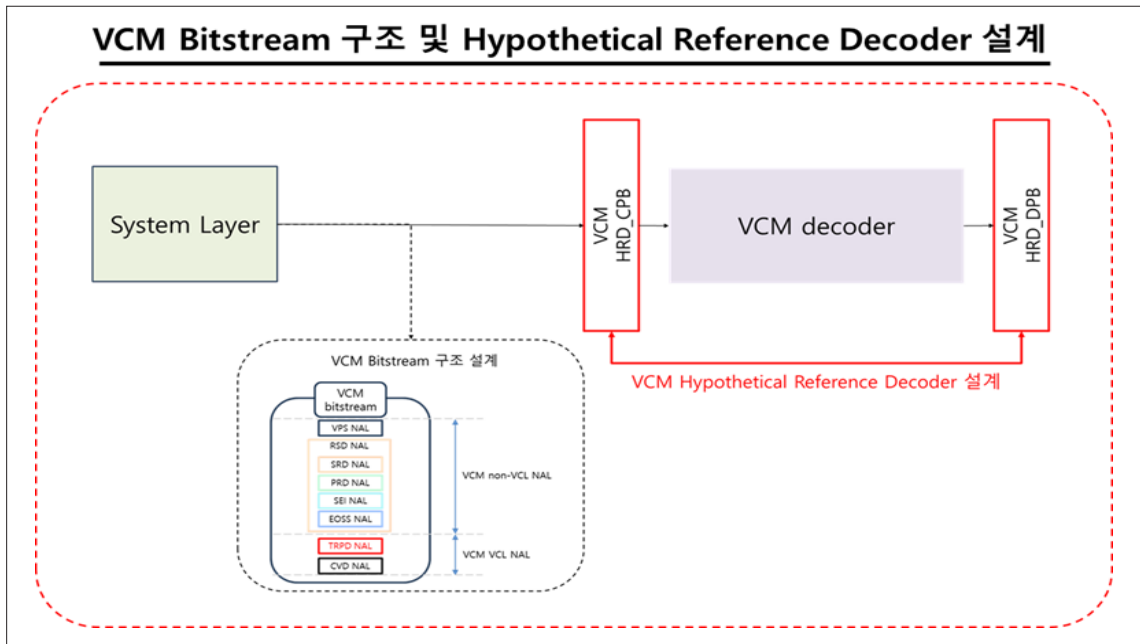 VCM Bitstream 구조 및 Hypothetical Reference Decoder 설계
System Layer
VCM
HRD_CPB
VCM decoder
VCM
HRD_DPB
VCM Hypothetical Reference Decoder 설계
VCM Bitstream 구조 설계
VCM
bitstream
VPS NAL
RSD NAL
SRD NAL
PRD NAL
SEI NAL
EOSS NAL
VCM non-VCL NAL
TRPD NAL
CVD NAL
VCM VCL NAL